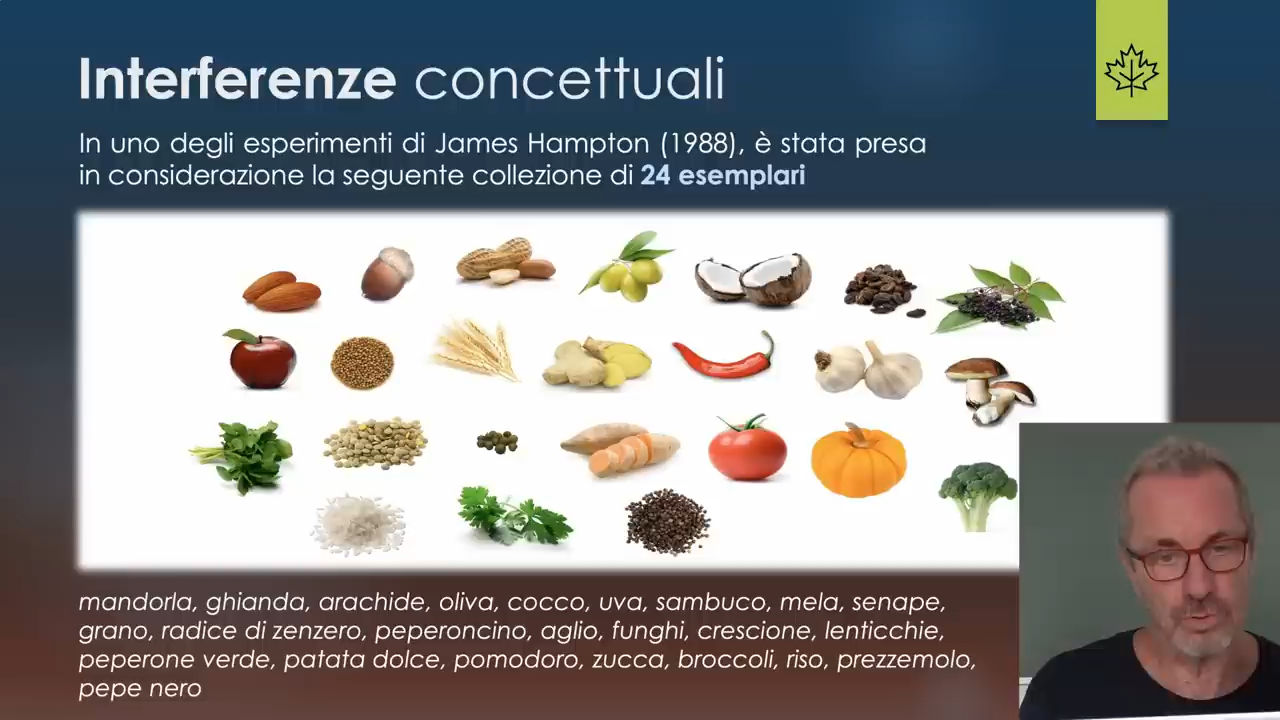 Interferenze concettuali
In uno degli esperimenti di James Hampton (1988), è stata presa
in considerazione la seguente collezione di 24 esemplari
mandorla, ghianda, arachide, oliva, cocco, uva, sambuco, mela, senape,
grano, radice di zenzero, peperoncino, aglio, funghi, crescione, lenticchie,
peperone verde, patata dolce, pomodoro, zucca, broccoli, riso, prezzemolo,
pepe nero